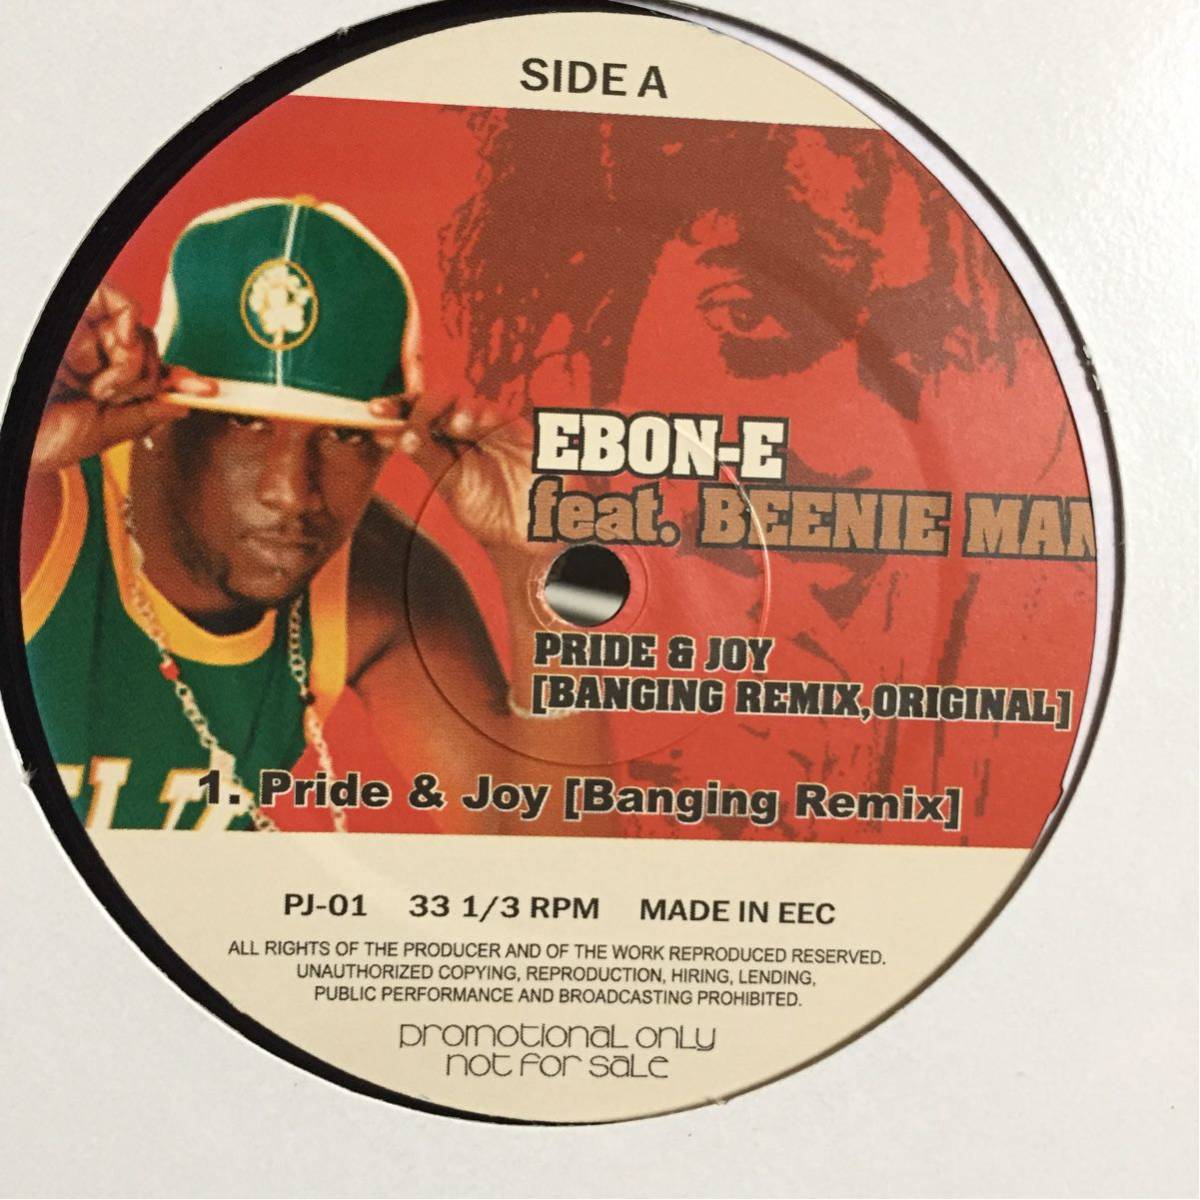 SIDE A
EBON-E
feat. BEENIE MAN
PRIDE & JOY
[BANGING REMIX,ORIGINAL]
1. Pride & Joy [Banging Remix]
PJ-01 33 1/3 RPM MADE IN EEC
ALL RIGHTS OF THE PRODUCER AND OF THE WORK REPRODUCED RESERVED.
UNAUTHORIZED COPYING, REPRODUCTION, HIRING, LENDING,
PUBLIC PERFORMANCE AND BROADCASTING PROHIBITED.
promotional only
not for sale